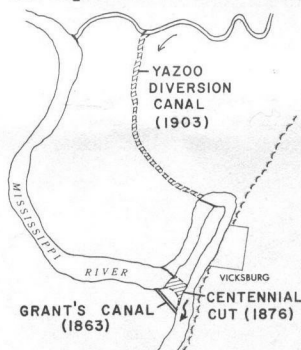 YAZOO
DIVERSION
CANAL
(1903)
MISSISSIPPI
RIVER
VICKSBURG
GRANT'S CANAL
(1863)
CENTENNIAL
CUT (1876)